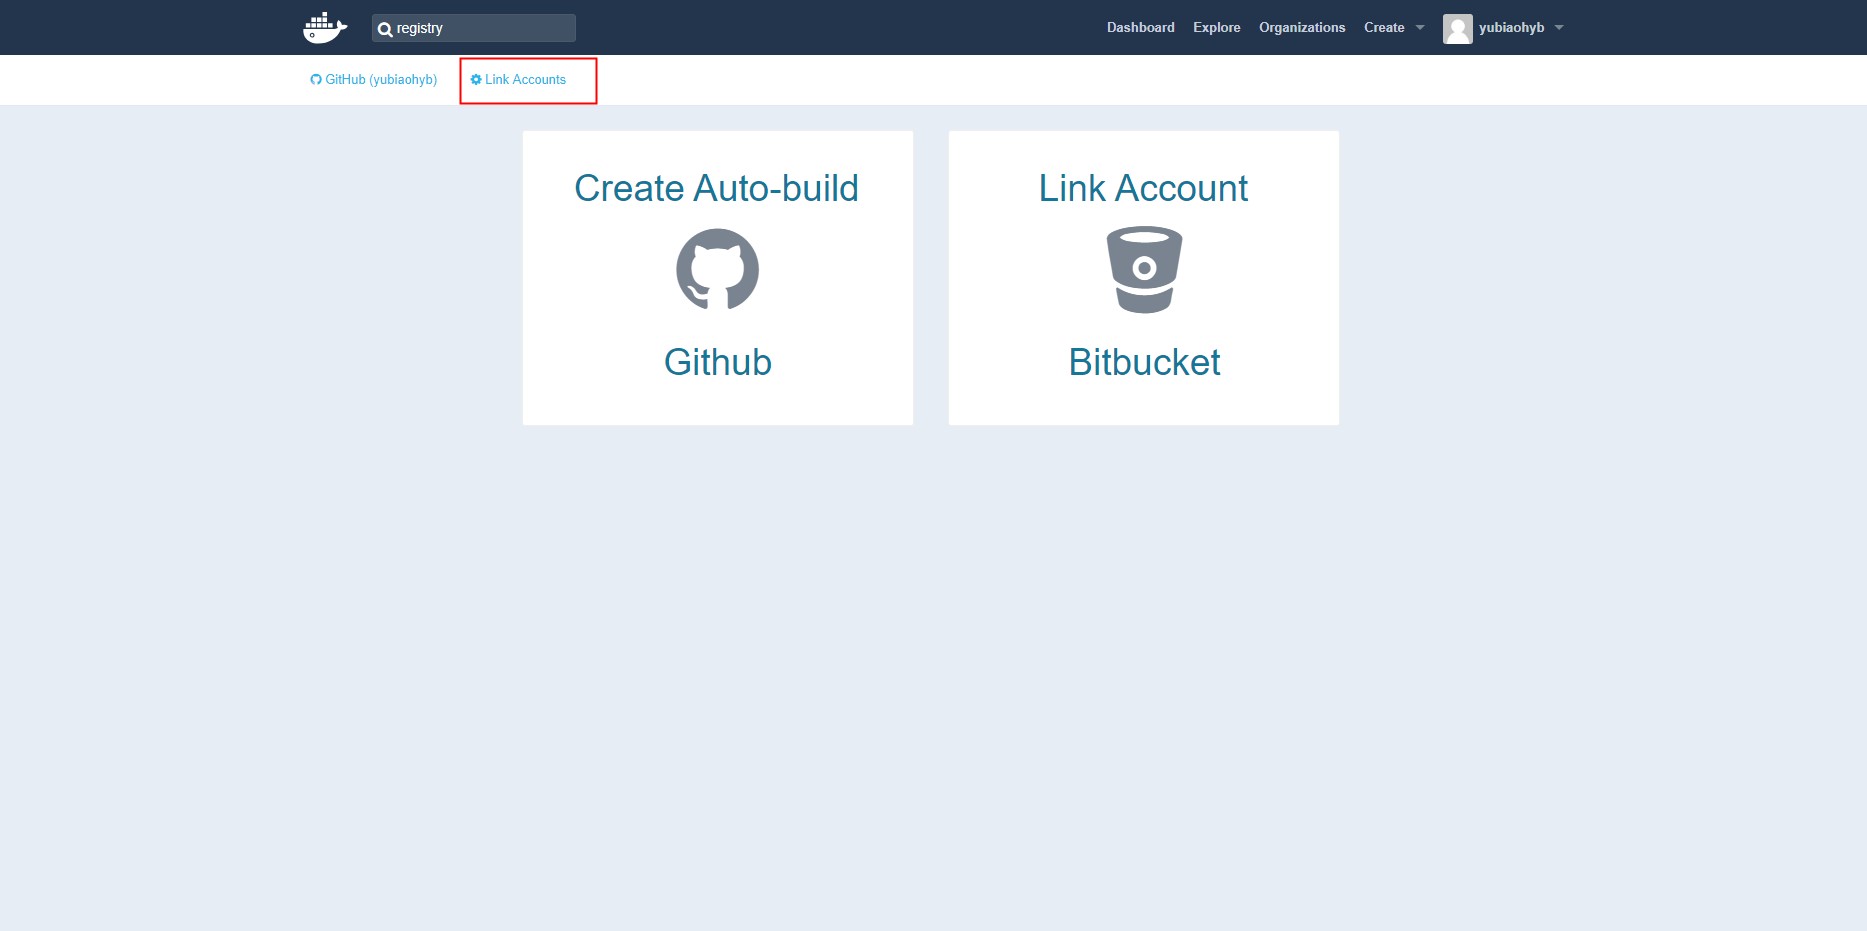 registry
Dashboard Explore Organizations Create yubiaohyb
GitHub (yubiaohyb) Link Accounts
Create Auto-build
Github
Link Account
Bitbucket